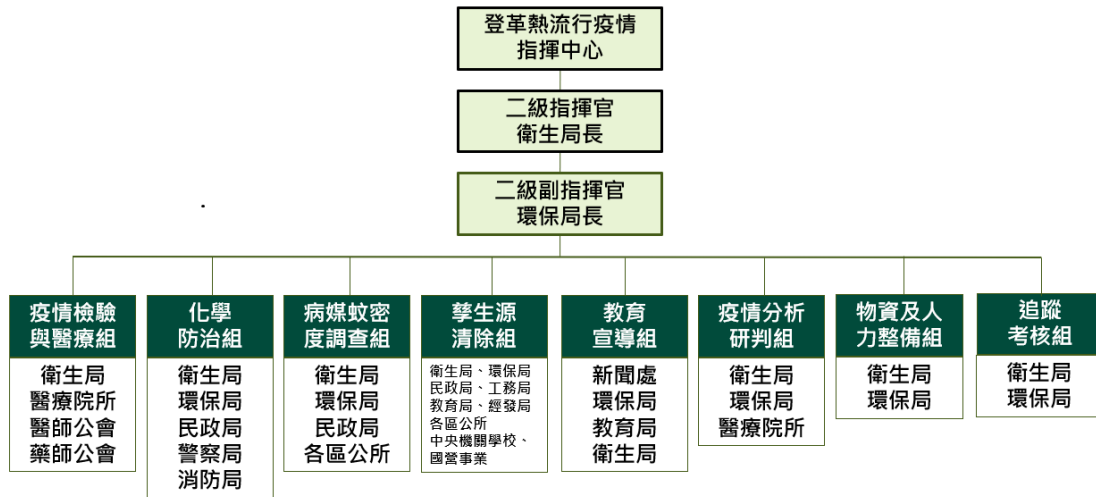 登革熱流行疫情
指揮中心
二級指揮官
衛生局長
二級副指揮官
環保局長
疫情檢驗
與醫療組
衛生局
醫療院所
醫師公會
藥師公會
化學
防治組
衛生局
環保局
民政局
警察局
消防局
病媒蚊密
度調查組
衛生局
環保局
民政局
各區公所
孳生源
清除組
衛生局、環保局
民政局、工務局
教育局、經發局
各區公所
中央機關學校、
國營事業
教育
宣導組
新聞處
環保局
教育局
衛生局
疫情分析
研判組
衛生局
環保局
醫療院所
物資及人
力整備組
衛生局
環保局
追蹤
考核組
衛生局
環保局